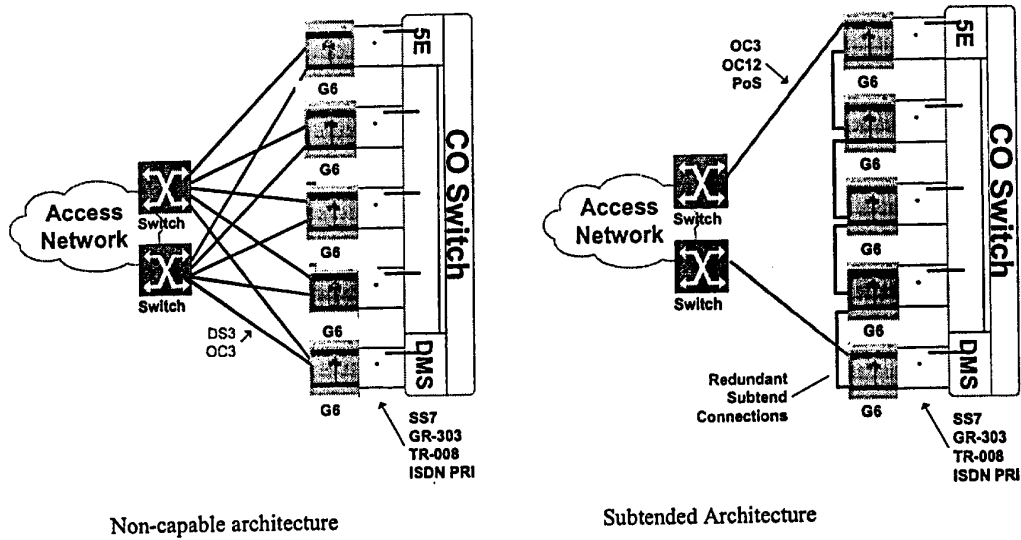 5E
G6
G6
G6
G6
G6
DMS
CO Switch
Access
Network
Switch
Switch
DS3
OC3
SS7
GR-303
TR-008
ISDN PRI
Non-capable architecture
OC3
OC12
PoS
5E
G6
G6
G6
G6
G6
DMS
CO Switch
Access
Network
Switch
Switch
Redundant
Subtend
Connections
SS7
GR-303
TR-008
ISDN PRI
Subtended Architecture